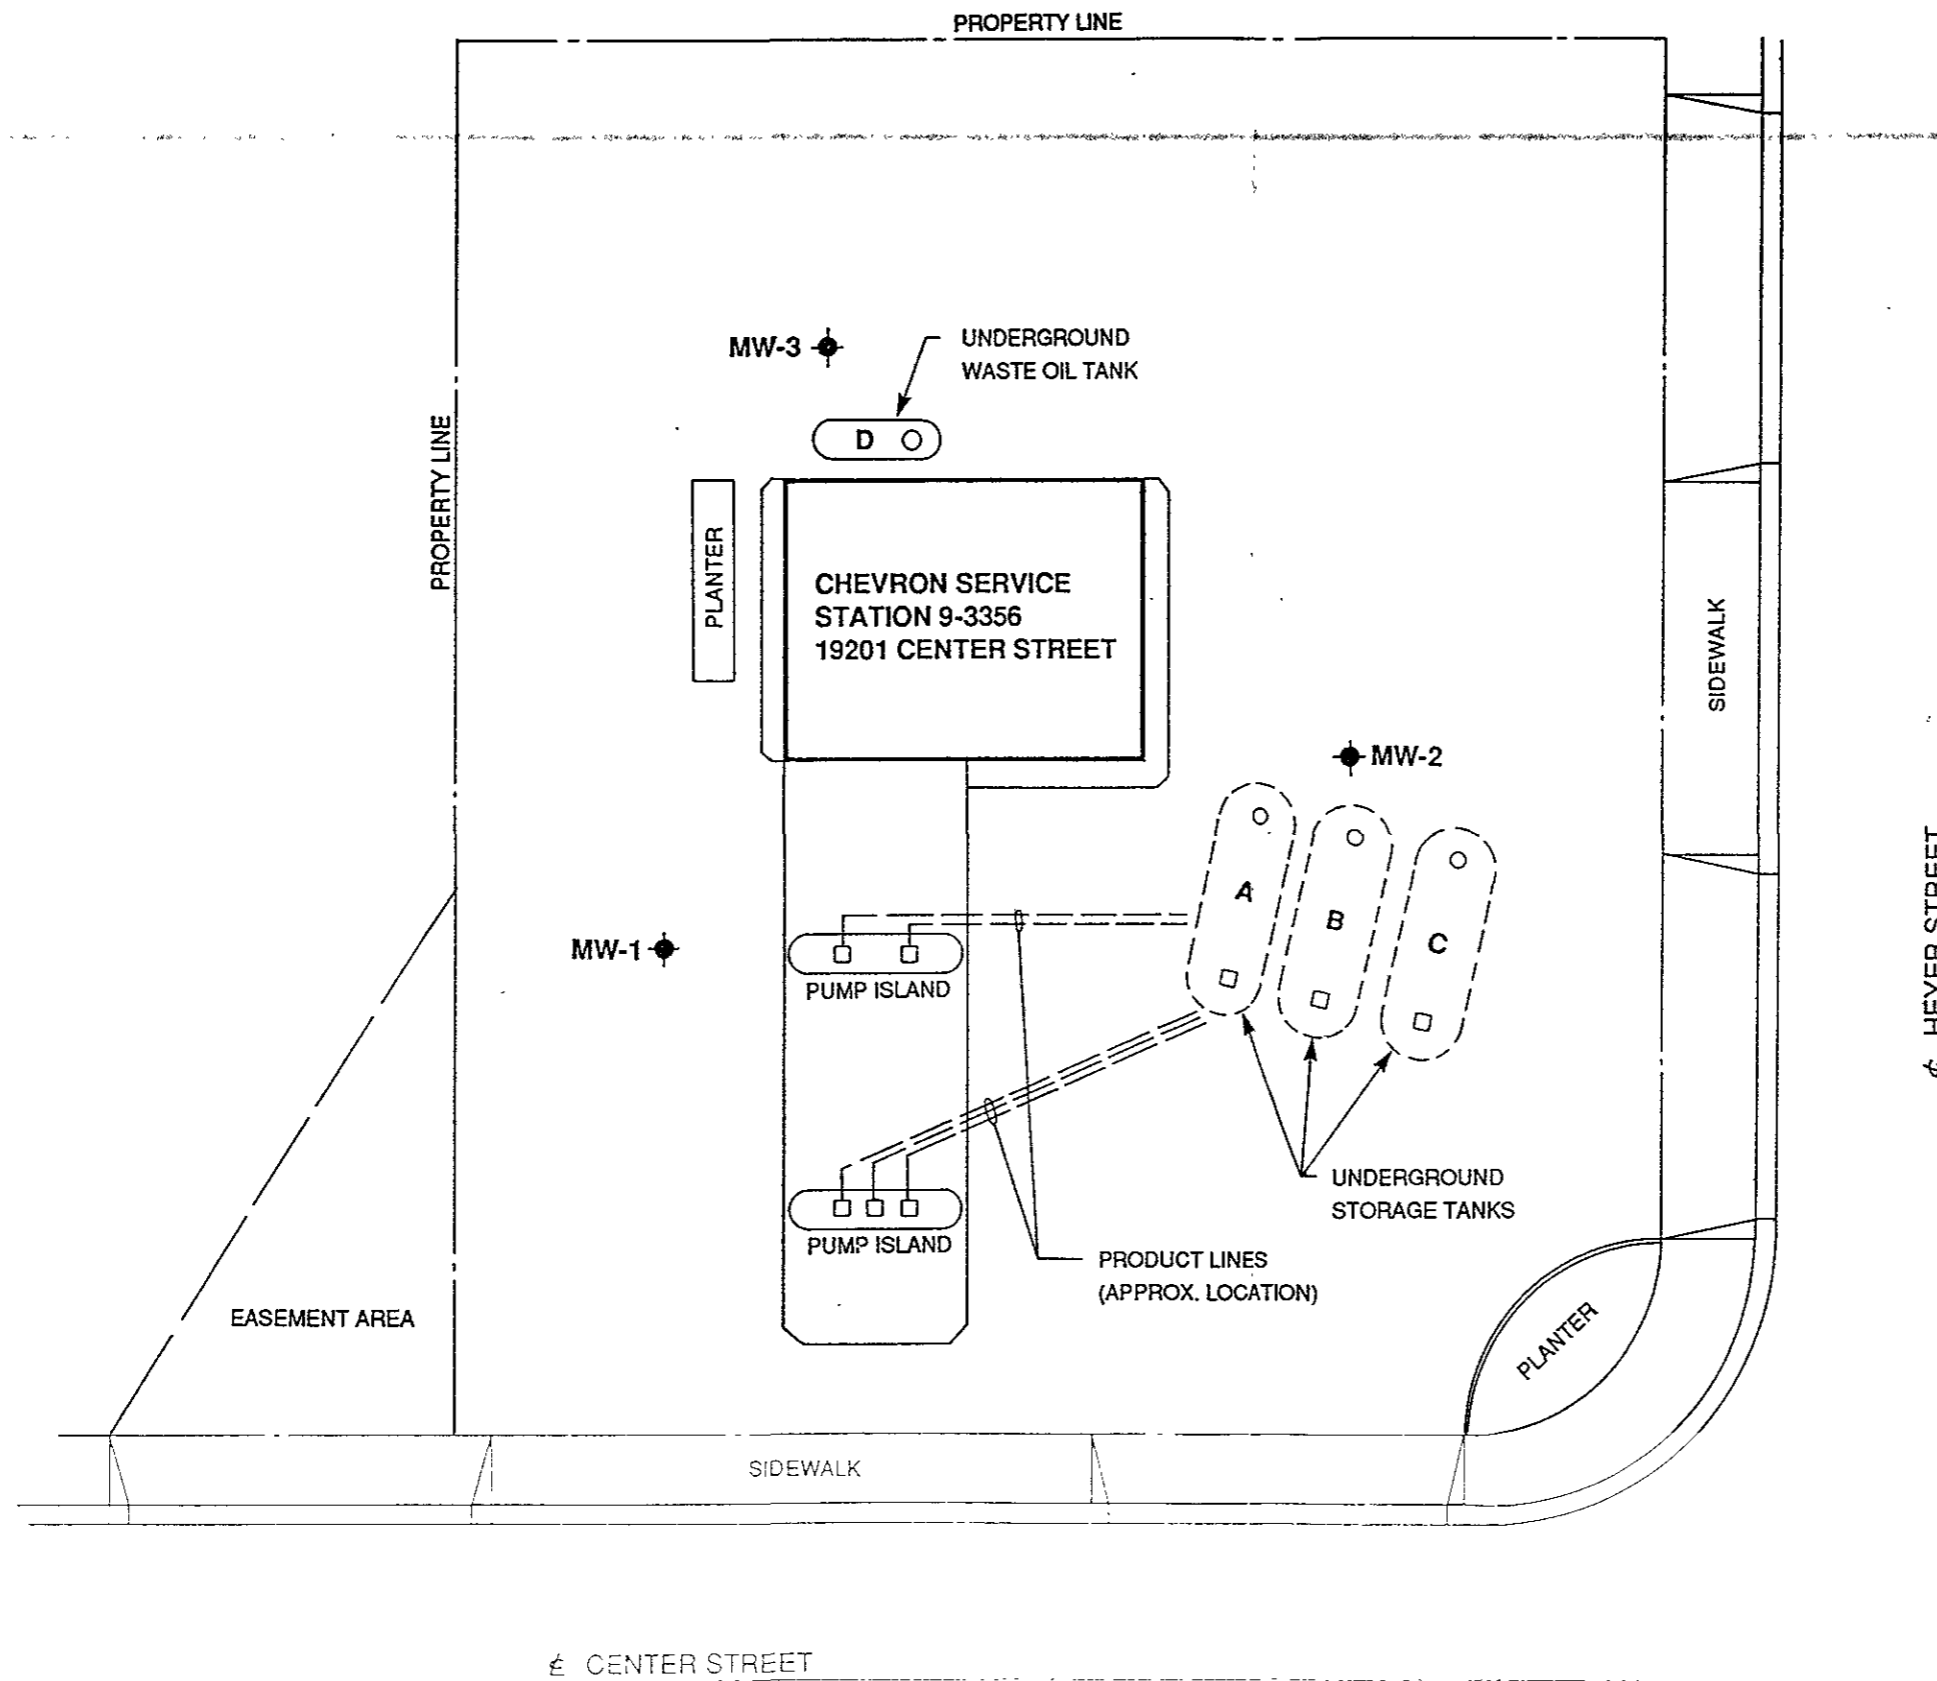 PROPERTY LINE
MW-3
UNDERGROUND
WASTE OIL TANK
D
PROPERTY LINE
PLANTER
CHEVRON SERVICE
STATION 9-3356
19201 CENTER STREET
SIDEWALK
MW-2
A
B
C
MW-1
PUMP ISLAND
UNDERGROUND
STORAGE TANKS
PUMP ISLAND
PRODUCT LINES
(APPROX. LOCATION)
EASEMENT AREA
PLANTER
SIDEWALK
℄ CENTER STREET